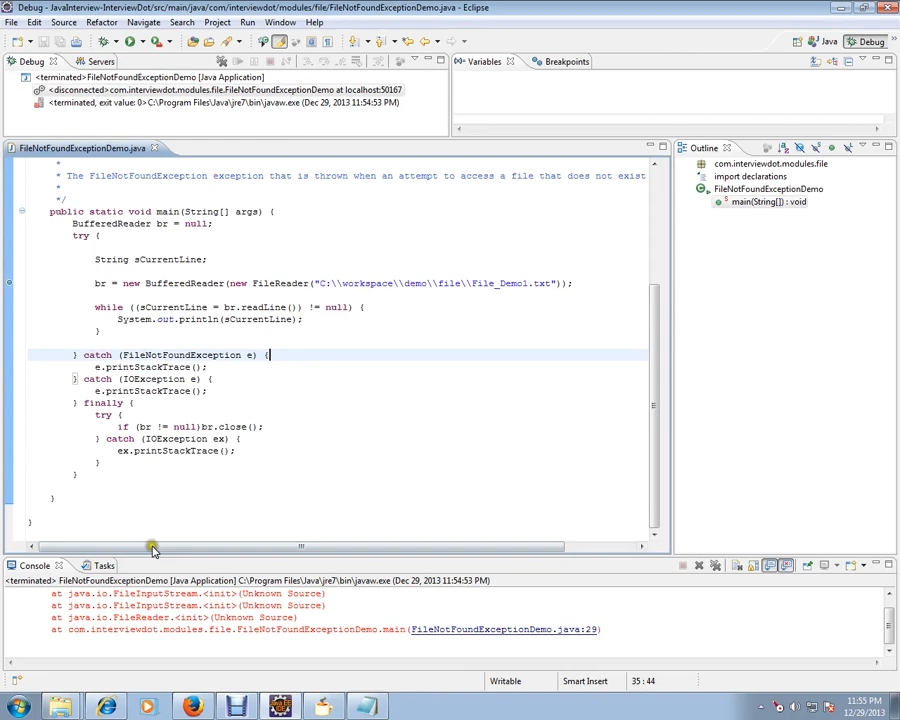 Debug - JavaInterview-InterviewDot/src/main/java/com/interviewdot/modules/file/FileNotFoundExceptionDemo.java - Eclipse
File Edit Refactor Navigate Search Project Run Window Help
Java Debug
Debug Servers
Variables Breakpoints
<terminated>FileNotFoundExceptionDemo [Java Application]
<disconnected>com.interviewdot.modules.file.FileNotFoundExceptionDemo at localhost:50167
<terminated, exit value: 0>C:\Program Files\Java\jre7\bin\javaw.exe (Dec 29, 2013 11:54:53 PM)
FileNotFoundExceptionDemo.java
Outline
com.interviewdot.modules.file
import declarations
FileNotFoundExceptionDemo
main(String[]) : void
*
* The FileNotFoundException exception that is thrown when an attempt to access a file that does not exist
*
*/
public static void main(String[] args) {
BufferedReader br = null;
try {
String sCurrentLine;
br = new BufferedReader(new FileReader("C:\\workspace\\demo\\file\\File_Demo1.txt"));
while ((sCurrentLine = br.readLine()) != null) {
System.out.println(sCurrentLine);
}
} catch (FileNotFoundException e) {
e.printStackTrace();
} catch (IOException e) {
e.printStackTrace();
} finally {
try {
if (br != null)br.close();
} catch (IOException ex) {
ex.printStackTrace();
}
}
}
}
Console Tasks
<terminated> FileNotFoundExceptionDemo [Java Application] C:\Program Files\Java\jre7\bin\javaw.exe (Dec 29, 2013 11:54:53 PM)
at java.io.FileInputStream.<init>(Unknown Source)
at java.io.FileInputStream.<init>(Unknown Source)
at java.io.FileReader.<init>(Unknown Source)
at com.interviewdot.modules.file.FileNotFoundExceptionDemo.main(FileNotFoundExceptionDemo.java:29)
Writable Smart Insert 35 : 44
11:55 PM
12/29/2013